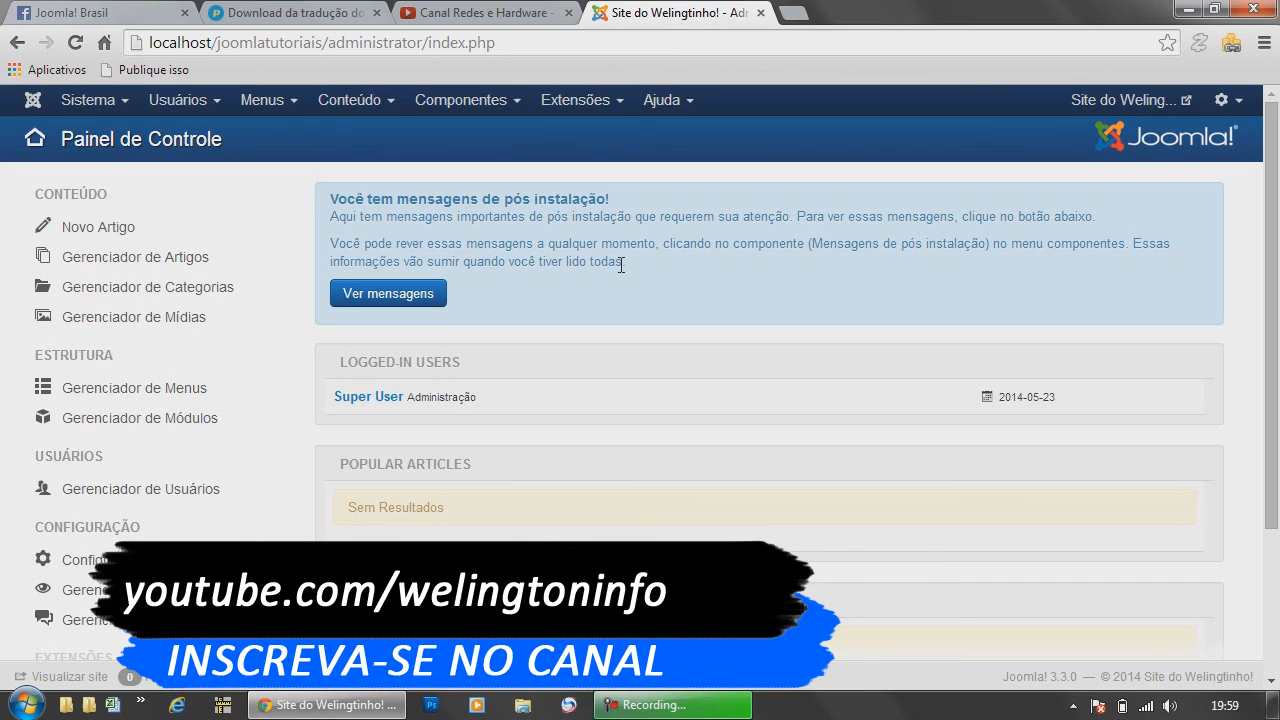 Joomla! Brasil
Download da tradução do
Canal Redes e Hardware -
Site do Welingtinho! - Adr
localhost/joomlatutoriais/administrator/index.php
Aplicativos
Publique isso
Sistema
Usuários
Menus
Conteúdo
Componentes
Extensões
Ajuda
Site do Weling...
Painel de Controle
Joomla!
CONTEÚDO
Novo Artigo
Gerenciador de Artigos
Gerenciador de Categorias
Gerenciador de Mídias
ESTRUTURA
Gerenciador de Menus
Gerenciador de Módulos
USUÁRIOS
Gerenciador de Usuários
CONFIGURAÇÃO
EXTENSÕES
Você tem mensagens de pós instalação!
Aqui tem mensagens importantes de pós instalação que requerem sua atenção. Para ver essas mensagens, clique no botão abaixo.
Você pode rever essas mensagens a qualquer momento, clicando no componente (Mensagens de pós instalação) no menu componentes. Essas
informações vão sumir quando você tiver lido todas
Ver mensagens
LOGGED-IN USERS
Super User Administração
2014-05-23
POPULAR ARTICLES
Sem Resultados
youtube.com/welingtoninfo
INSCREVA-SE NO CANAL
Visualizar site
0
Joomla! 3.3.0 — © 2014 Site do Welingtinho!
Site do Welingtinho! ...
Recording...
19:59